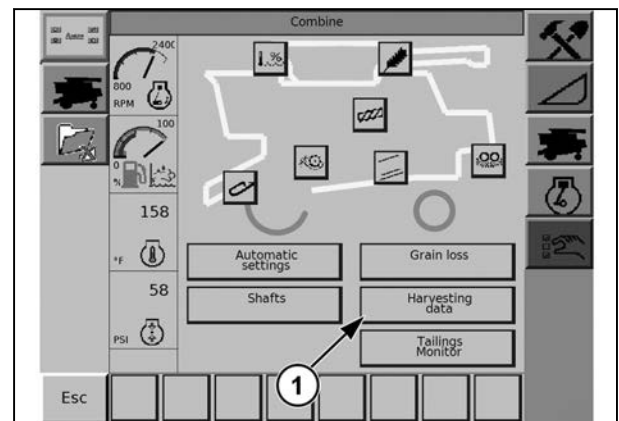 Combine
2400
800
RPM
100
0
%
158
°F
58
PSI
%
Automatic
settings
Grain loss
Shafts
Harvesting
data
Tailings
Monitor
1
Esc